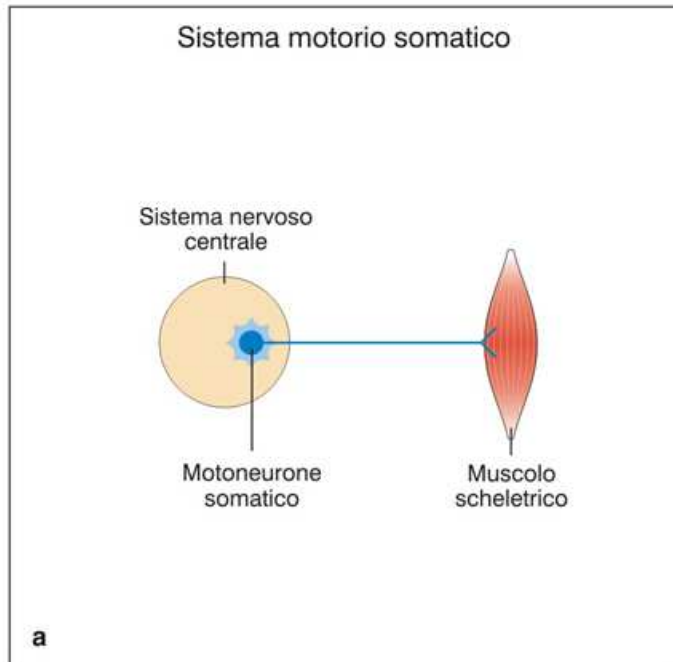 Sistema motorio somatico
Sistema nervoso
centrale
Motoneurone
somatico
Muscolo
scheletrico
a